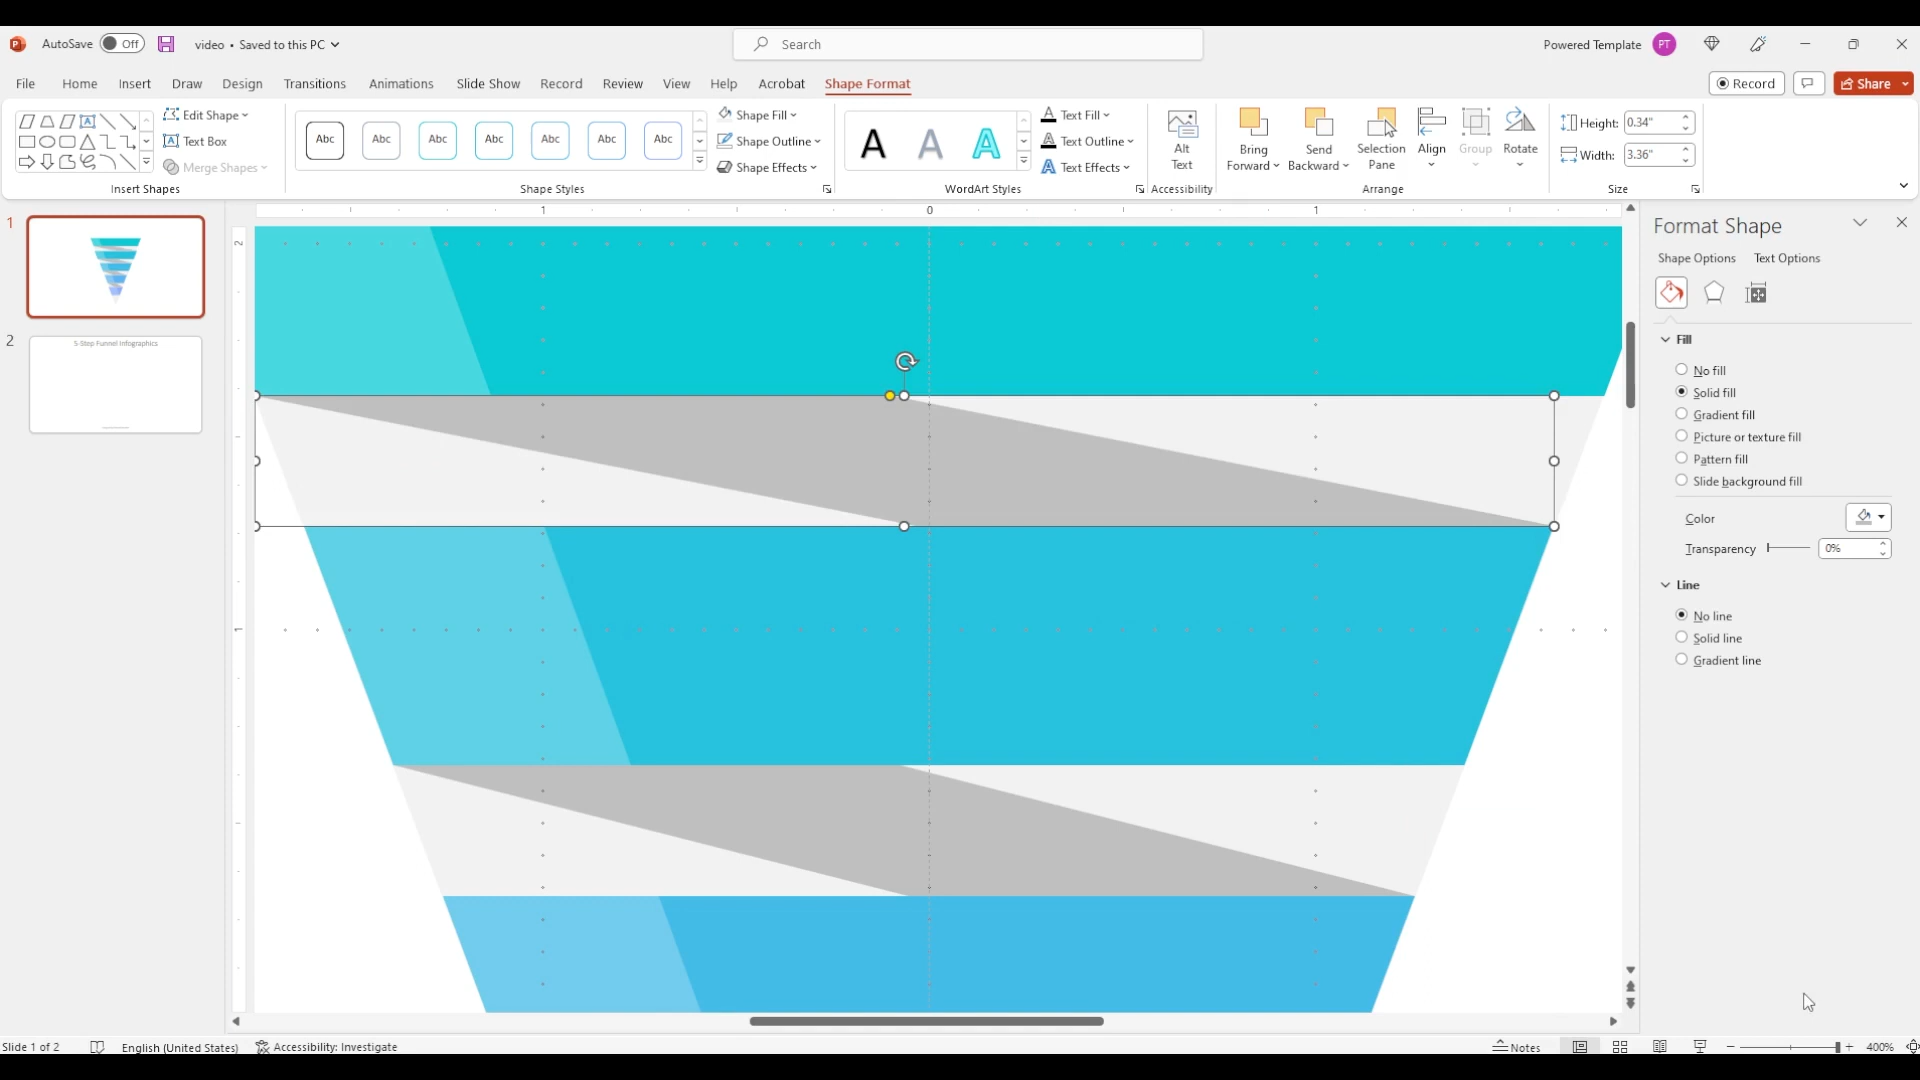 AutoSave Off video • Saved to this PC Search Powered Template PT
File Home Insert Draw Design Transitions Animations Slide Show Record Review View Help Acrobat Shape Format Record Share
Edit Shape Text Box Merge Shapes
Insert Shapes
Abc Abc Abc Abc Abc Abc Abc
Shape Styles
Shape Fill
Shape Outline
Shape Effects
A A A
WordArt Styles
Text Fill
Text Outline
Text Effects
Alt Text
Accessibility
Bring Forward
Send Backward
Selection Pane
Align
Group
Rotate
Arrange
Height: 0.34"
Width: 3.36"
Size
1 0 1
2
1
1
2
5-Step Funnel Infographics
Format Shape
Shape Options Text Options
Fill
No fill
Solid fill
Gradient fill
Picture or texture fill
Pattern fill
Slide background fill
Color
Transparency 0%
Line
No line
Solid line
Gradient line
Slide 1 of 2 English (United States) Accessibility: Investigate Notes 400%